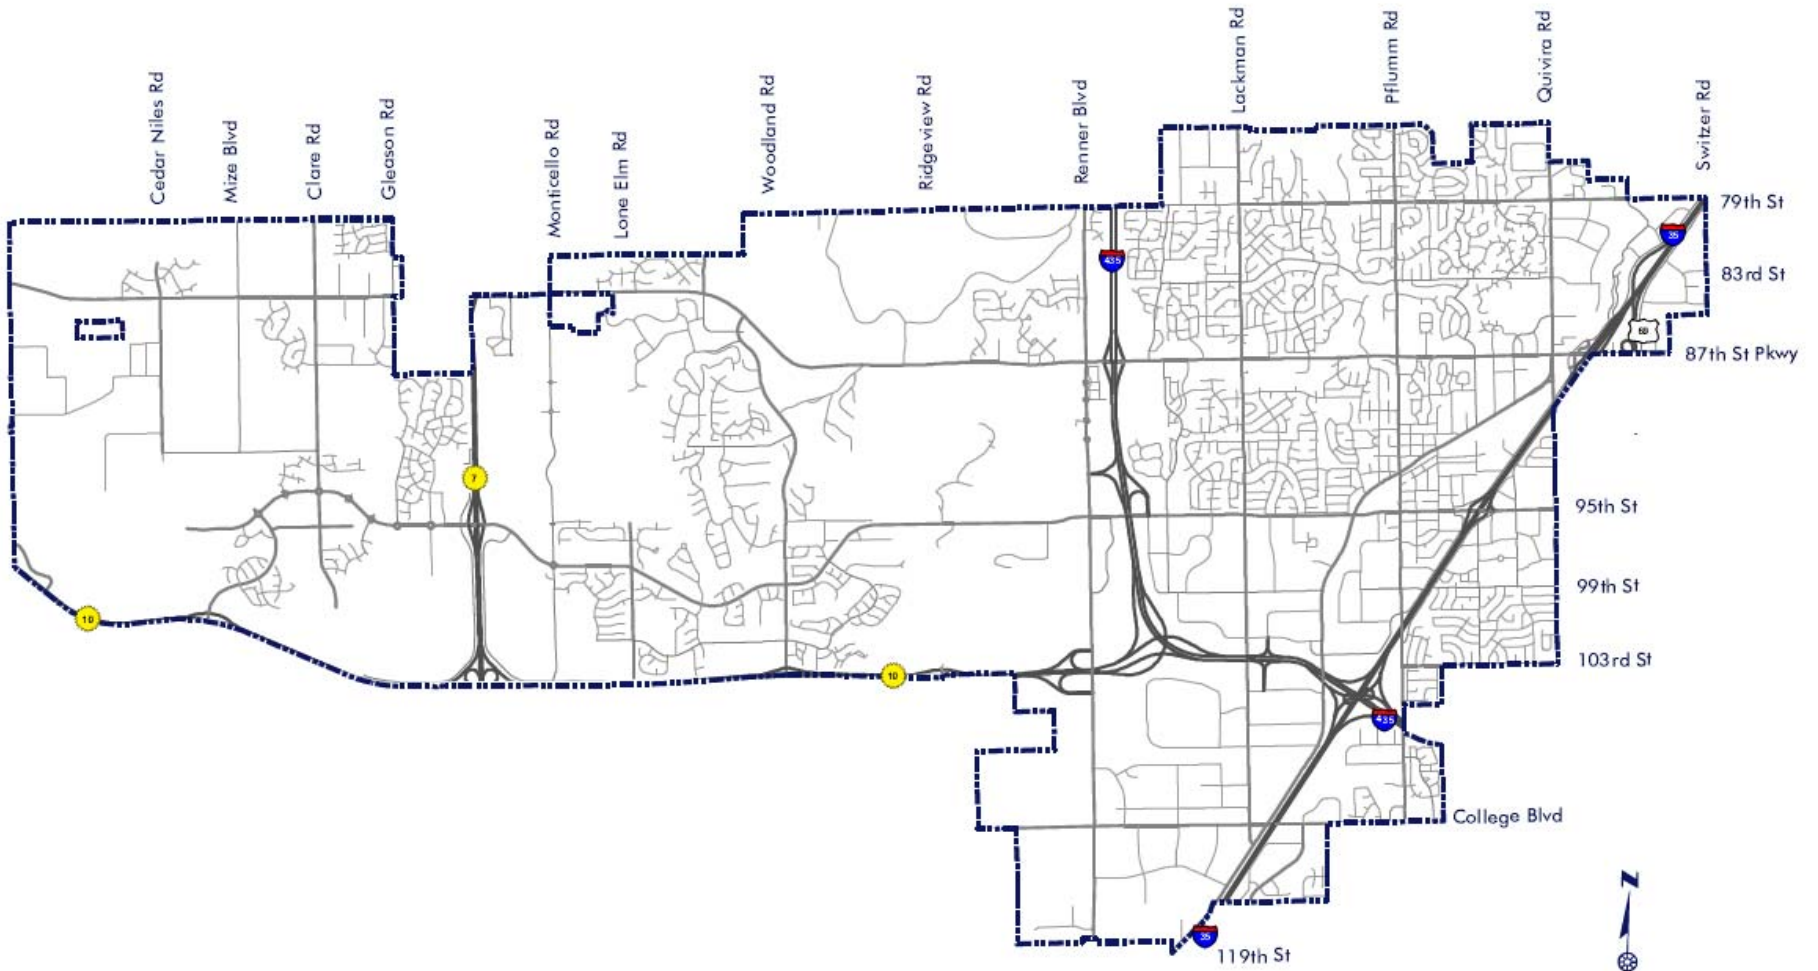 Cedar Niles Rd
Mize Blvd
Clare Rd
Gleason Rd
Monticello Rd
Lone Elm Rd
Woodland Rd
Ridgeview Rd
Renner Blvd
Lackman Rd
Pflumm Rd
Quivira Rd
Switzer Rd
79th St
35
435
83rd St
69
87th St Pkwy
7
95th St
99th St
10
103rd St
10
435
College Blvd
N
35
119th St